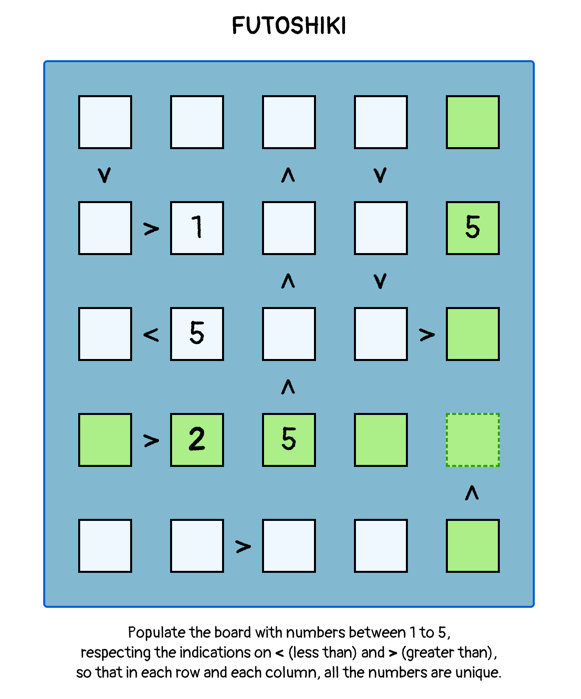 FUTOSHIKI
v ʌ v
> 1 5
ʌ v
< 5 >
ʌ
> 2 5
ʌ
>
Populate the board with numbers between 1 to 5,
respecting the indications on < (less than) and > (greater than),
so that in each row and each column, all the numbers are unique.